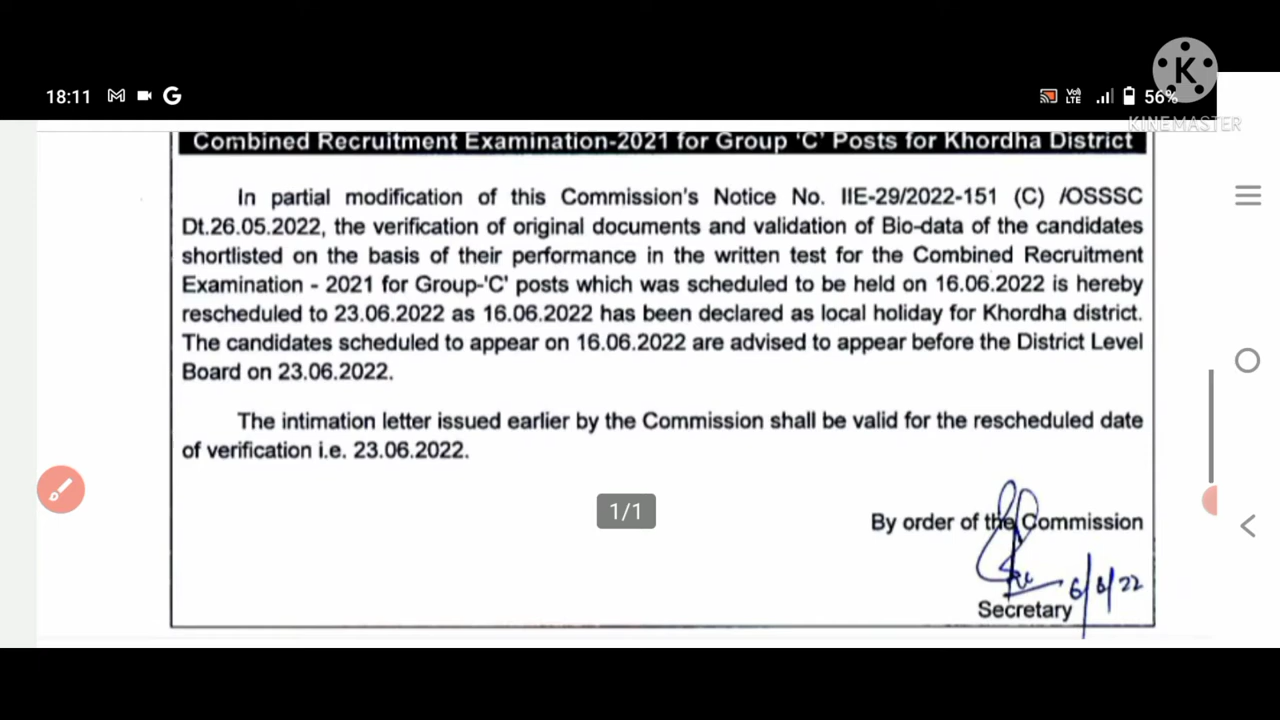 18:11
G
Vo)
LTE
56%
K
KINEMASTER
Combined Recruitment Examination-2021 for Group 'C' Posts for Khordha District
In partial modification of this Commission's Notice No. IIE-29/2022-151 (C) /OSSSC
Dt.26.05.2022, the verification of original documents and validation of Bio-data of the candidates
shortlisted on the basis of their performance in the written test for the Combined Recruitment
Examination - 2021 for Group-'C' posts which was scheduled to be held on 16.06.2022 is hereby
rescheduled to 23.06.2022 as 16.06.2022 has been declared as local holiday for Khordha district.
The candidates scheduled to appear on 16.06.2022 are advised to appear before the District Level
Board on 23.06.2022.
The intimation letter issued earlier by the Commission shall be valid for the rescheduled date
of verification i.e. 23.06.2022.
1/1
By order of the Commission
6/6/22
Secretary